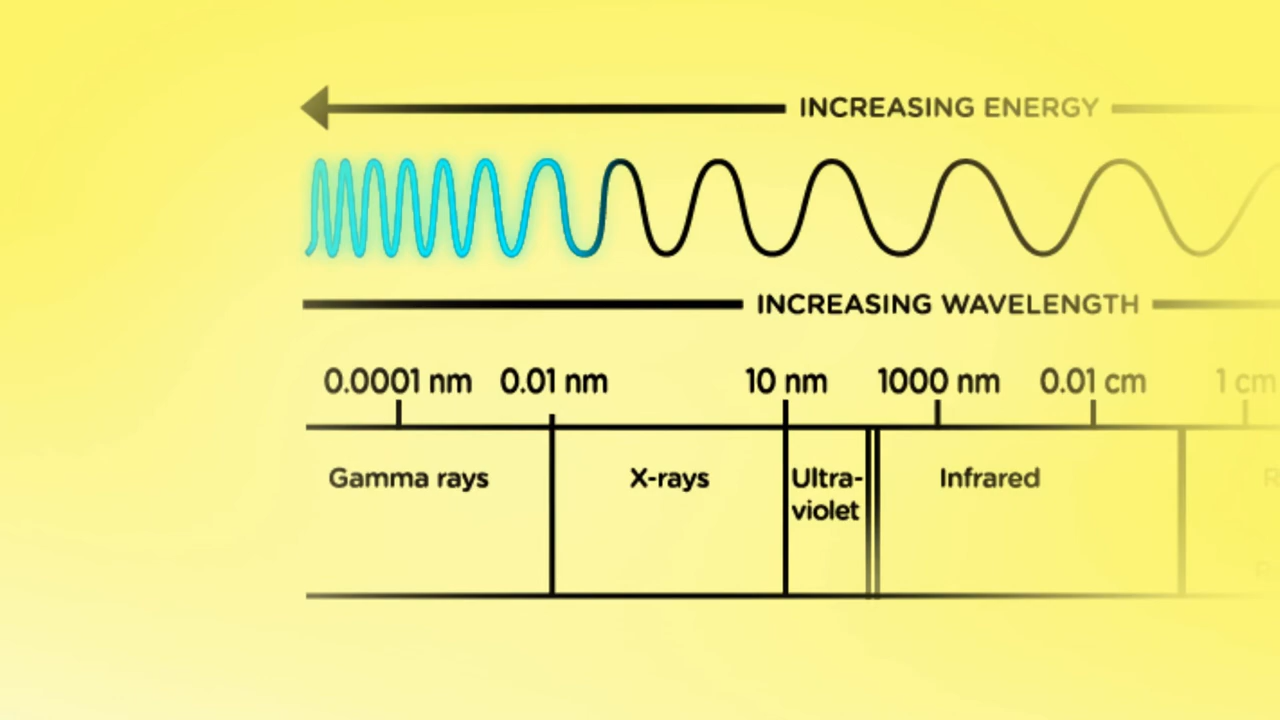 INCREASING ENERGY
INCREASING WAVELENGTH
0.0001 nm 0.01 nm 10 nm 1000 nm 0.01 cm 1 cm
Gamma rays X-rays Ultra- Infrared
violet